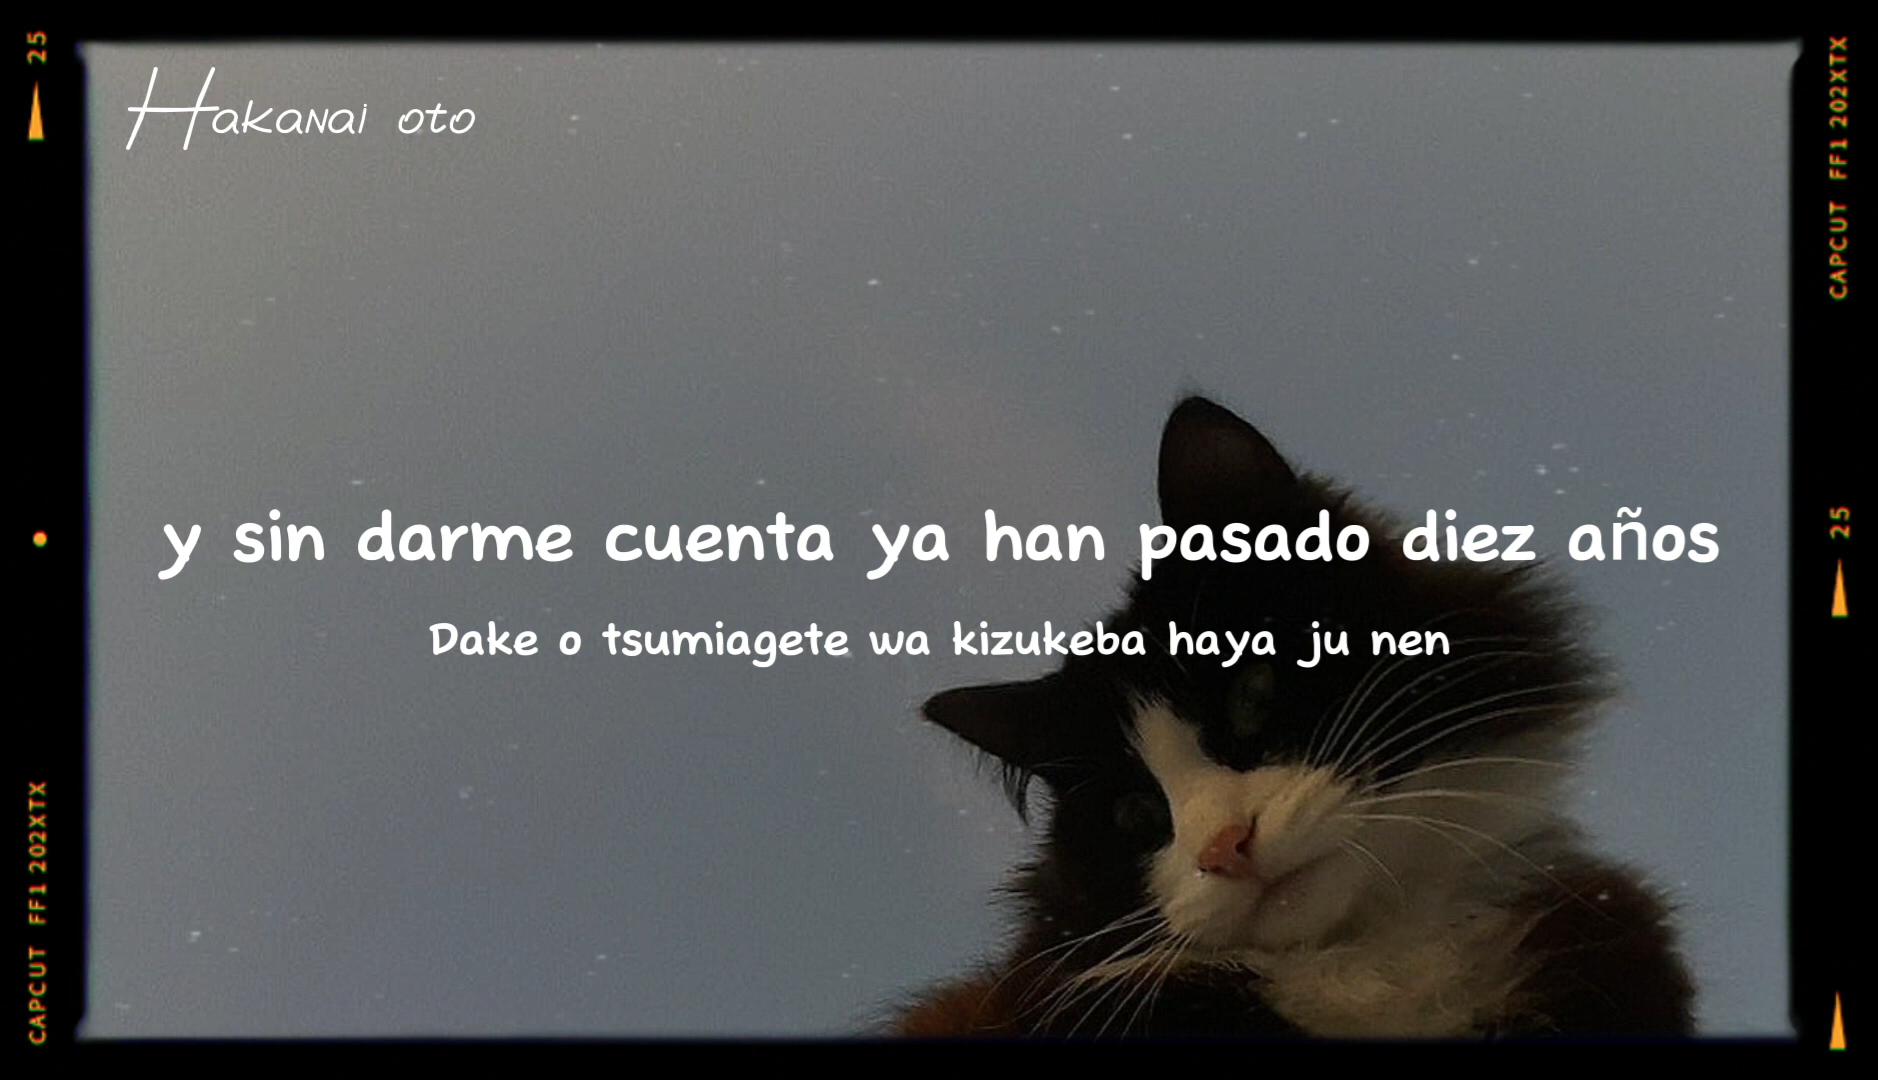 25
CAPCUT FF1 202XTX
Hakanai oto
y sin darme cuenta ya han pasado diez años
Dake o tsumiagete wa kizukeba haya ju nen
CAPCUT FF1 202XTX
25